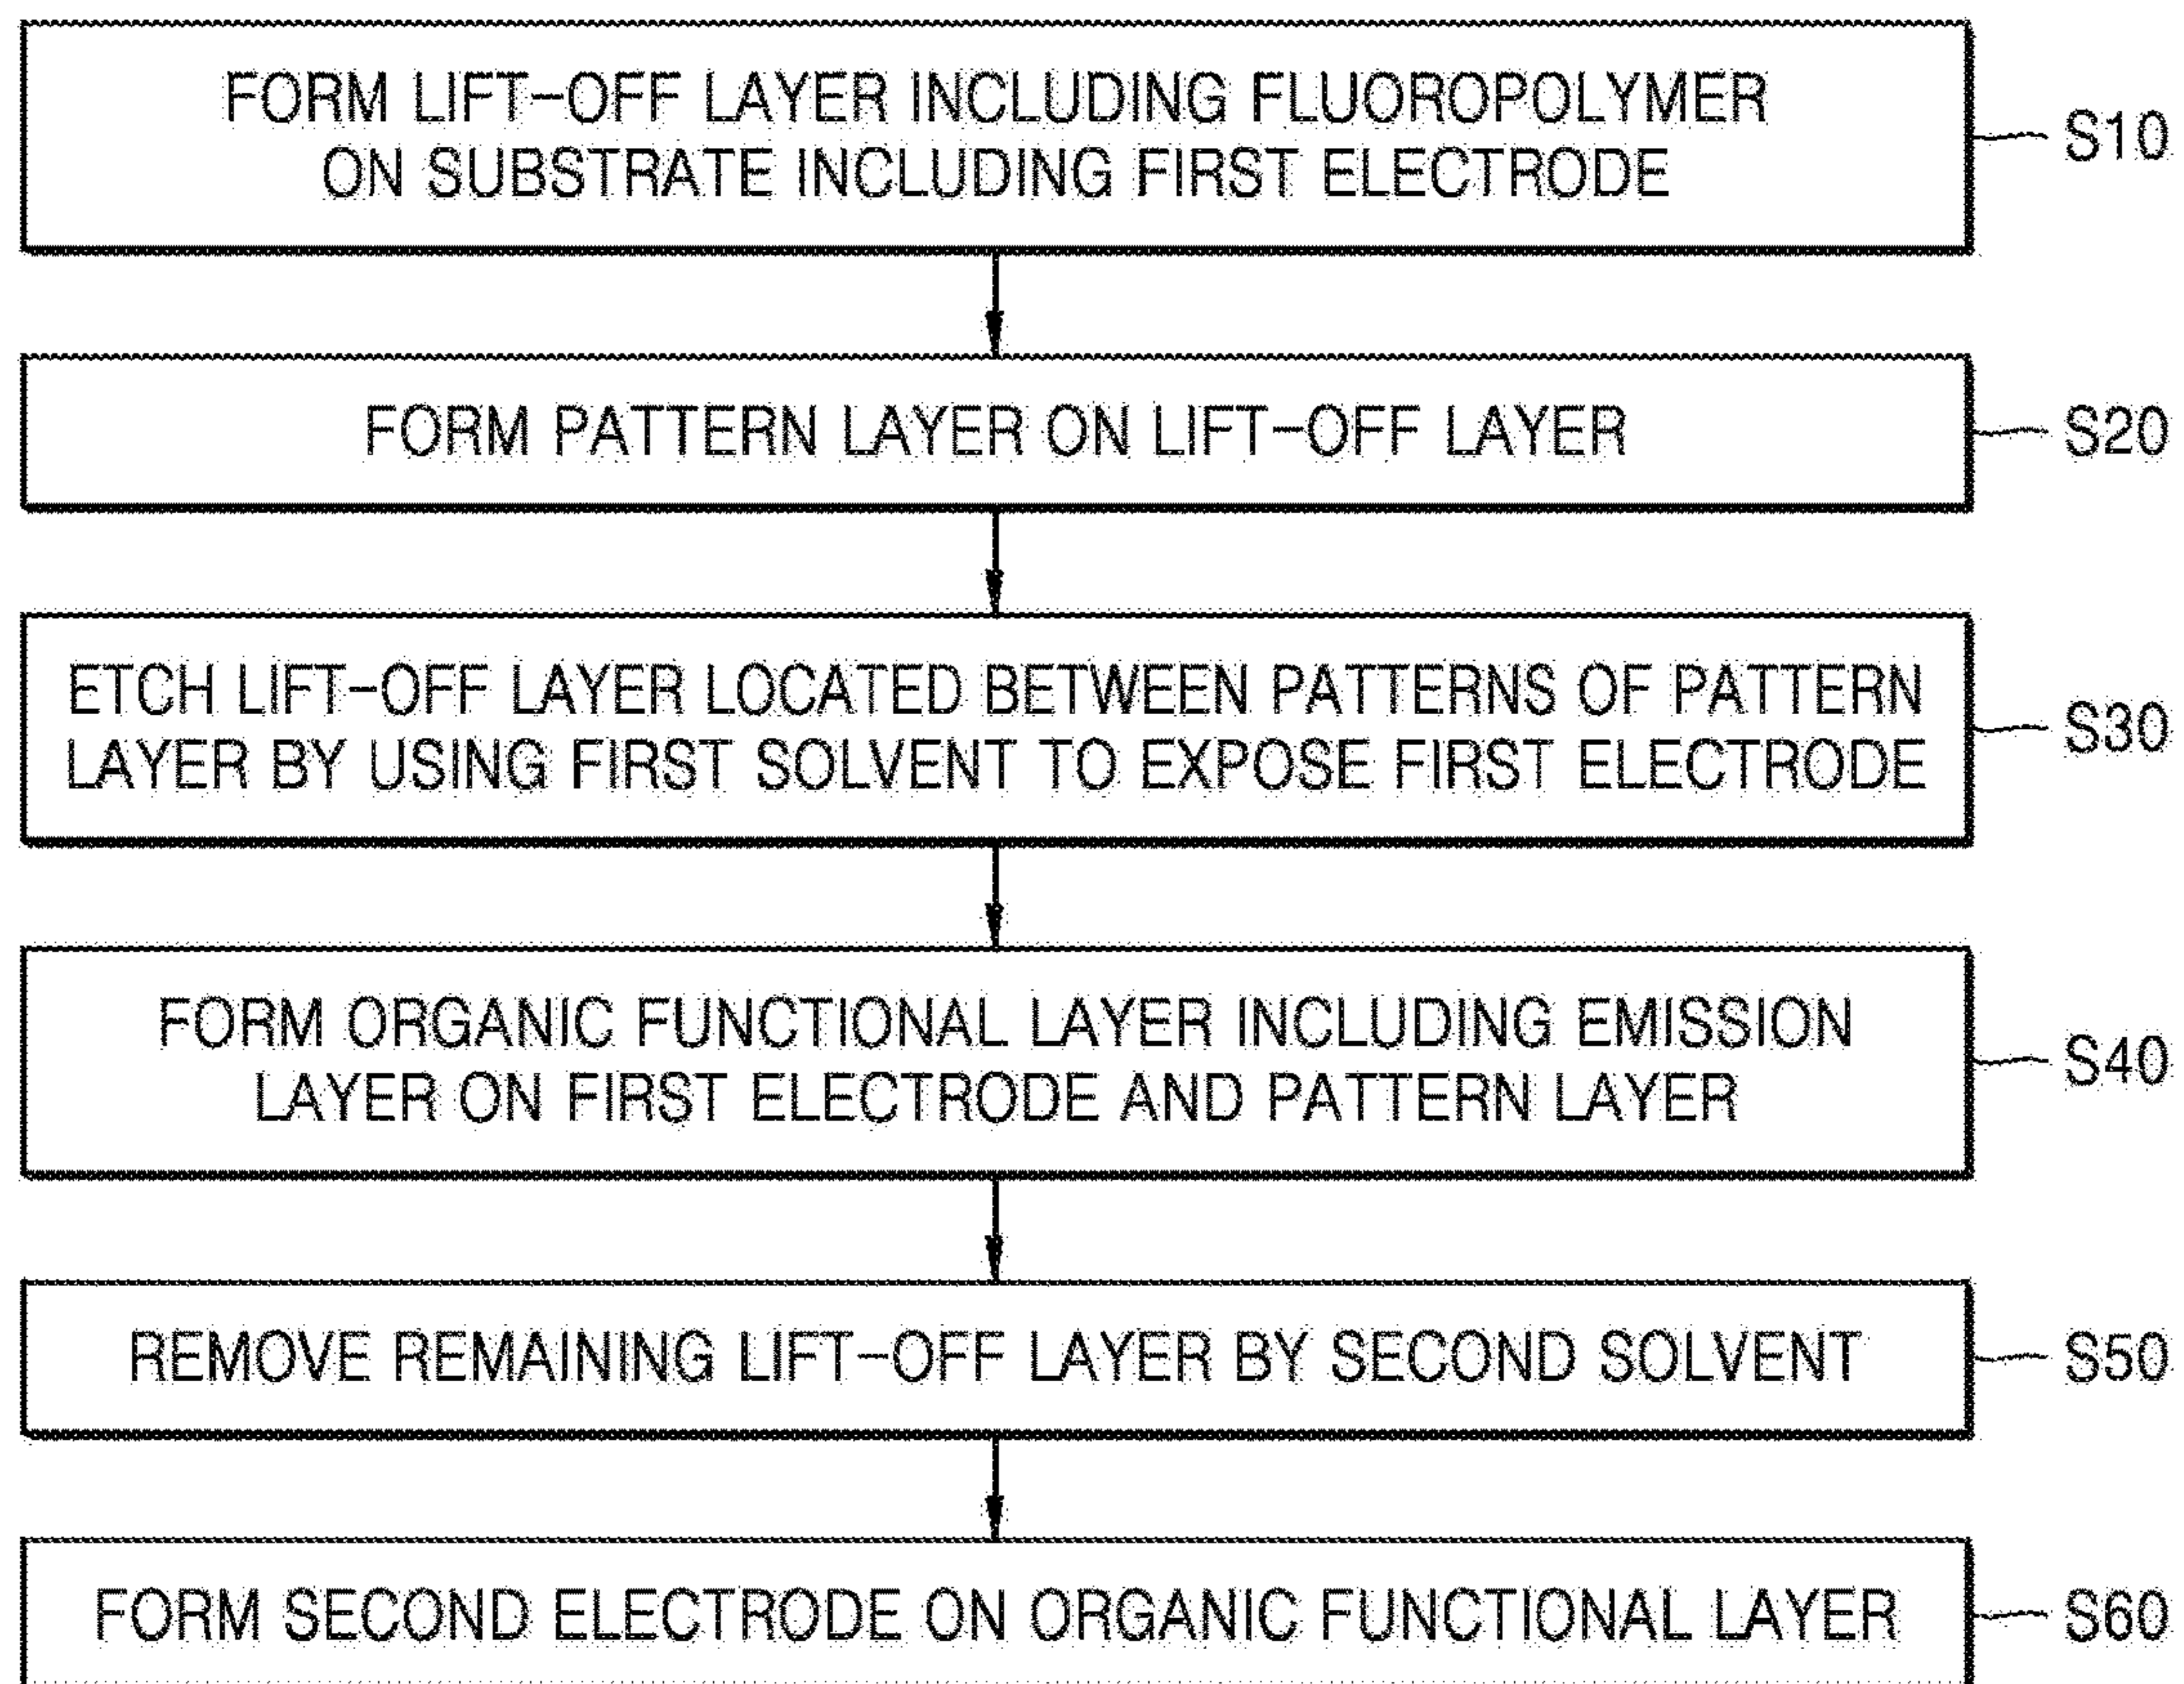 FORM LIFT-OFF LAYER INCLUDING FLUOROPOLYMER
ON SUBSTRATE INCLUDING FIRST ELECTRODE
S10
FORM PATTERN LAYER ON LIFT-OFF LAYER
S20
ETCH LIFT-OFF LAYER LOCATED BETWEEN PATTERNS OF PATTERN
LAYER BY USING FIRST SOLVENT TO EXPOSE FIRST ELECTRODE
S30
FORM ORGANIC FUNCTIONAL LAYER INCLUDING EMISSION
LAYER ON FIRST ELECTRODE AND PATTERN LAYER
S40
REMOVE REMAINING LIFT-OFF LAYER BY SECOND SOLVENT
S50
FORM SECOND ELECTRODE ON ORGANIC FUNCTIONAL LAYER
S60